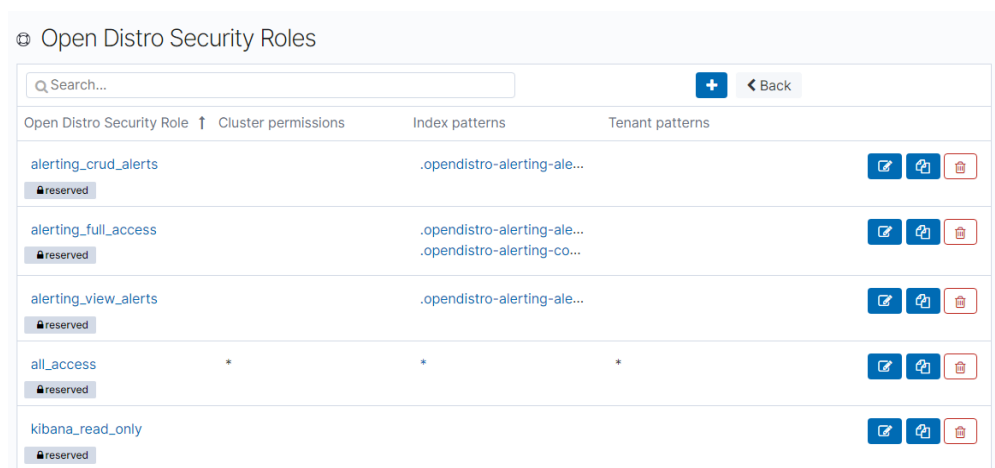 Open Distro Security Roles
Search...
Back
Open Distro Security Role Cluster permissions Index patterns Tenant patterns
alerting_crud_alerts .opendistro-alerting-ale...
reserved
alerting_full_access .opendistro-alerting-ale...
.opendistro-alerting-co...
reserved
alerting_view_alerts .opendistro-alerting-ale...
reserved
all_access * * *
reserved
kibana_read_only
reserved